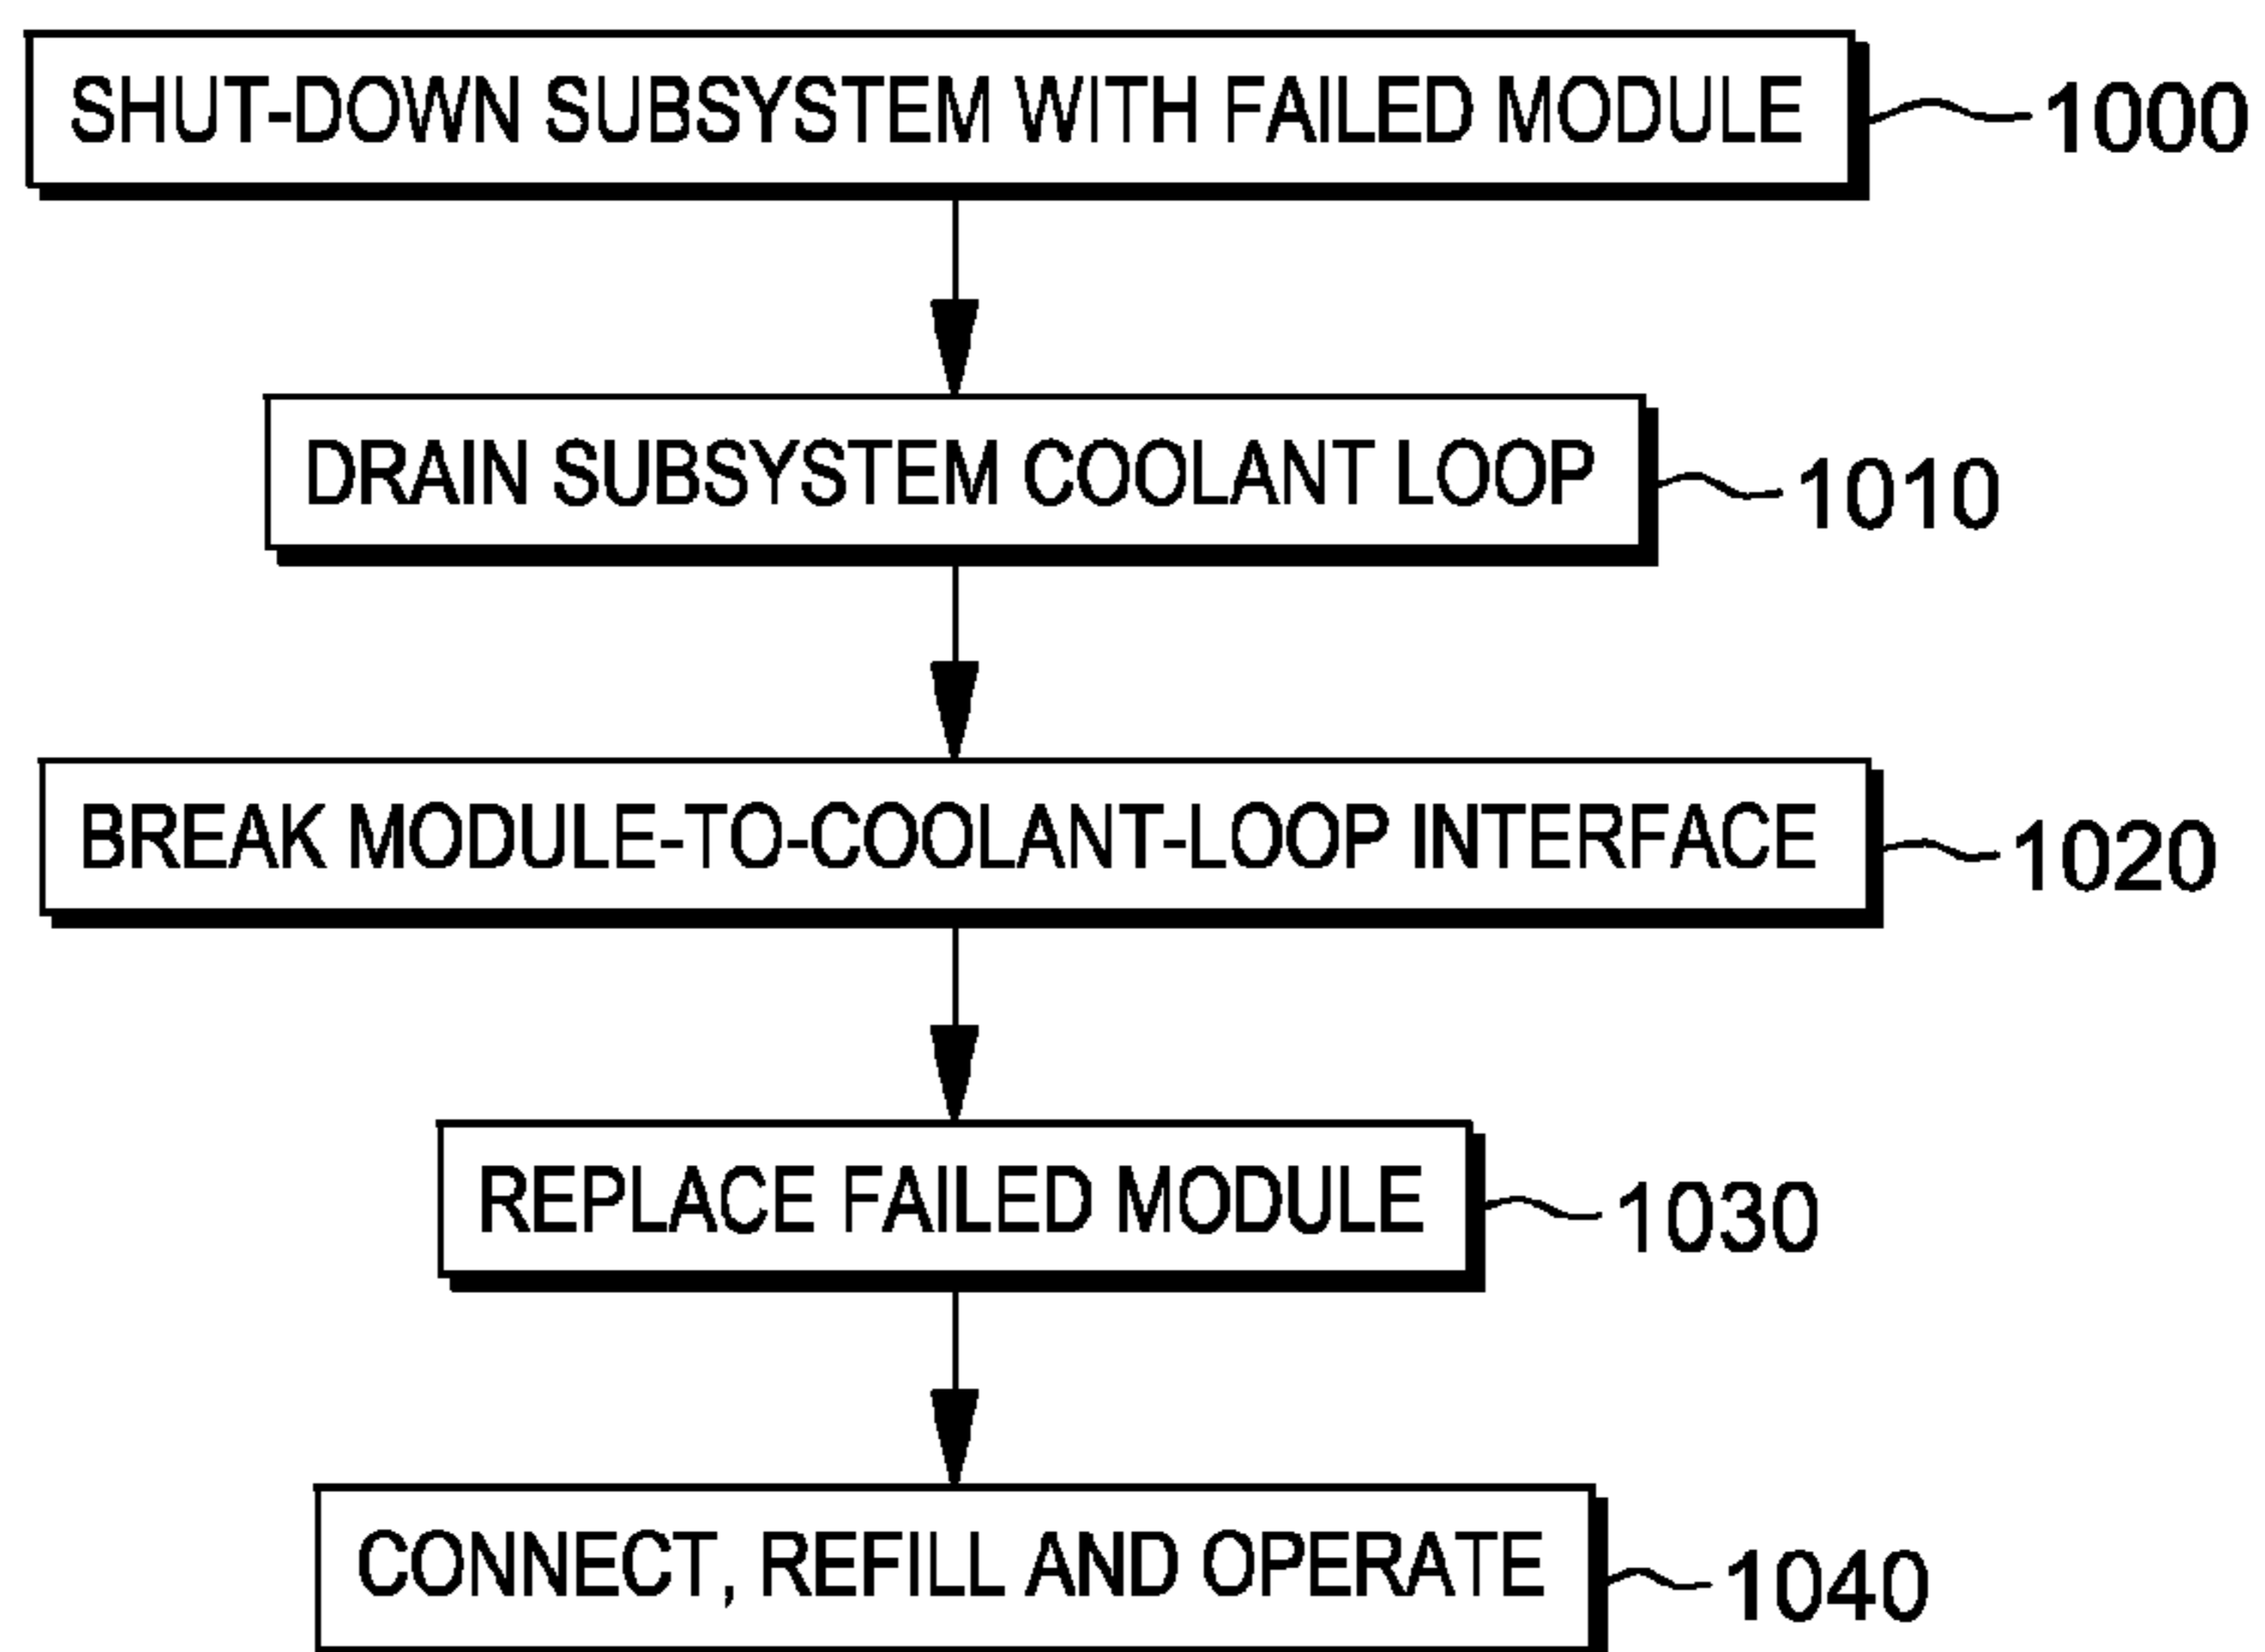 SHUT-DOWN SUBSYSTEM WITH FAILED MODULE 1000
DRAIN SUBSYSTEM COOLANT LOOP 1010
BREAK MODULE-TO-COOLANT-LOOP INTERFACE 1020
REPLACE FAILED MODULE 1030
CONNECT, REFILL AND OPERATE 1040